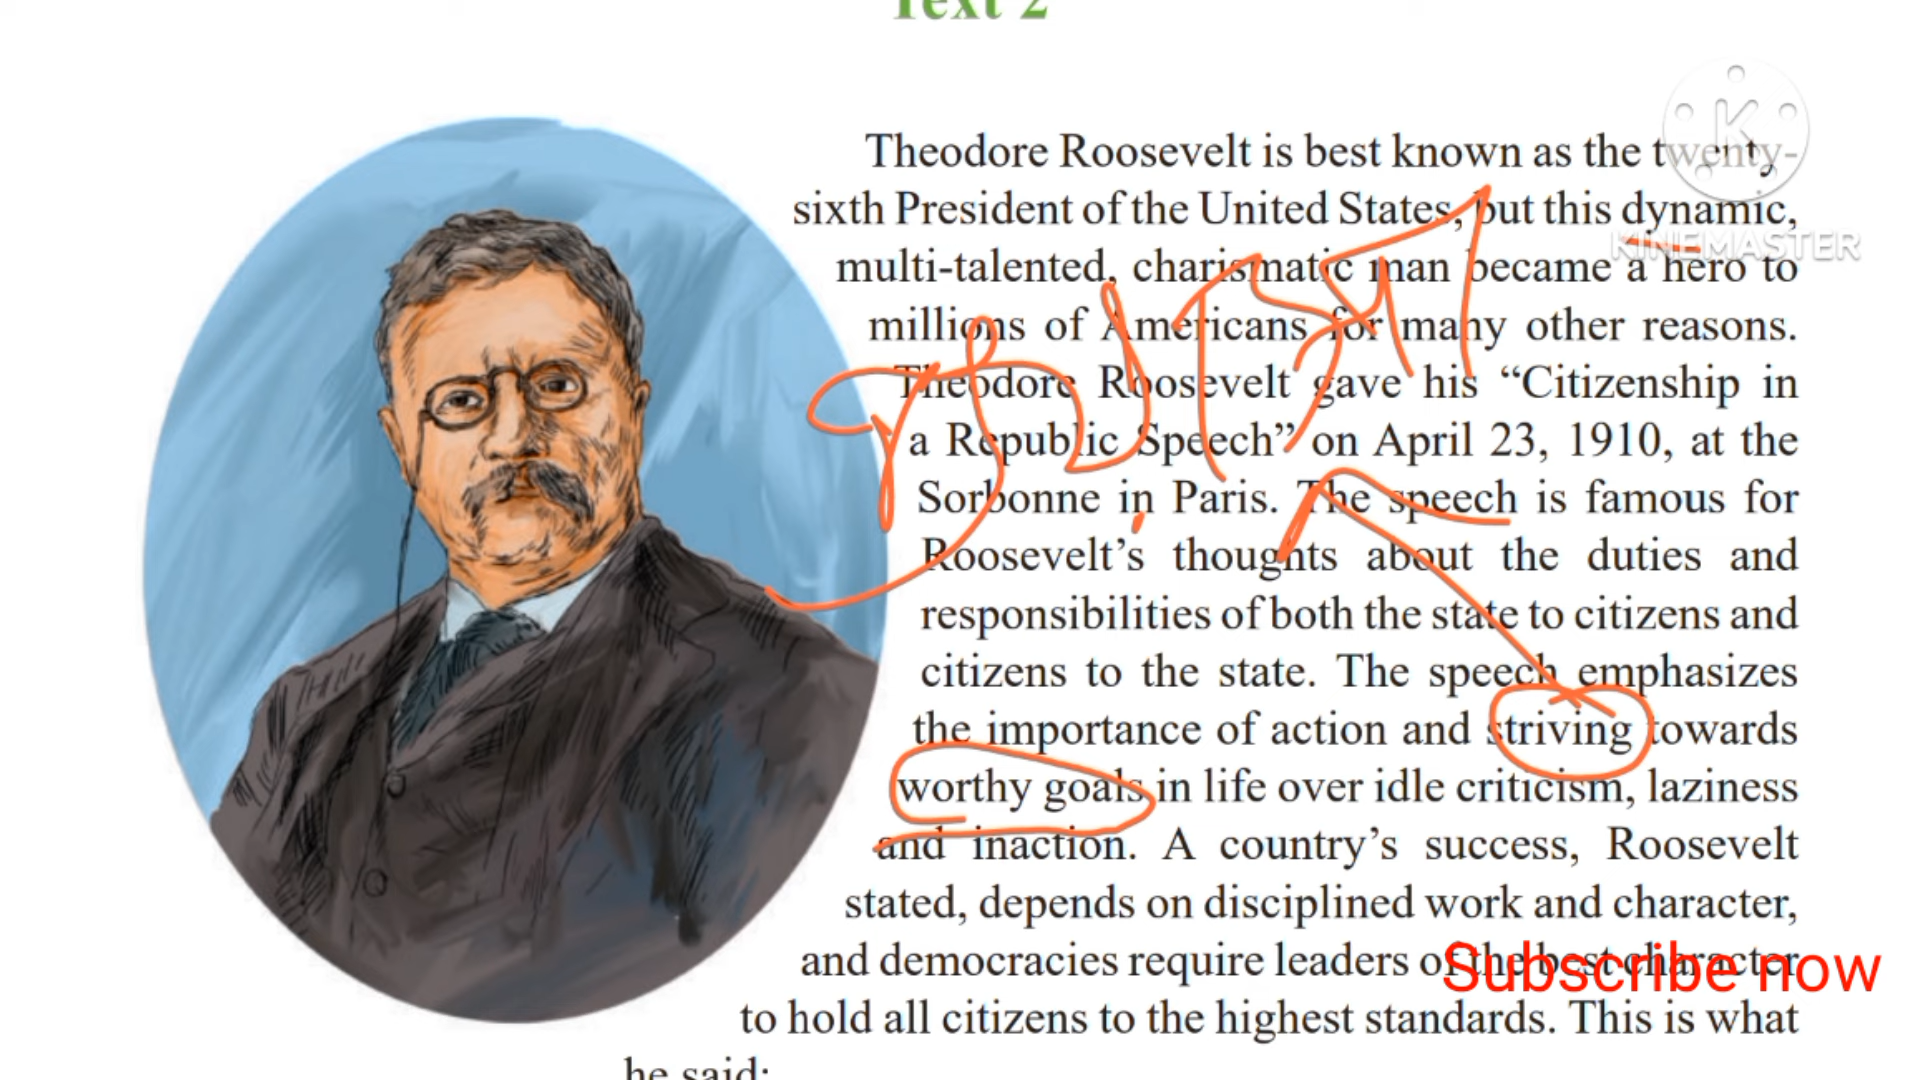 Text 2
Theodore Roosevelt is best known as the twenty-
sixth President of the United States, but this dynamic,
multi-talented, charismatic man became a hero to
millions of Americans for many other reasons.
Theodore Roosevelt gave his “Citizenship in
a Republic Speech” on April 23, 1910, at the
Sorbonne in Paris. The speech is famous for
Roosevelt’s thoughts about the duties and
responsibilities of both the state to citizens and
citizens to the state. The speech emphasizes
the importance of action and striving towards
worthy goals in life over idle criticism, laziness
and inaction. A country’s success, Roosevelt
stated, depends on disciplined work and character,
and democracies require leaders of the best character
to hold all citizens to the highest standards. This is what
he said:
K
KINEMASTER
Subscribe now